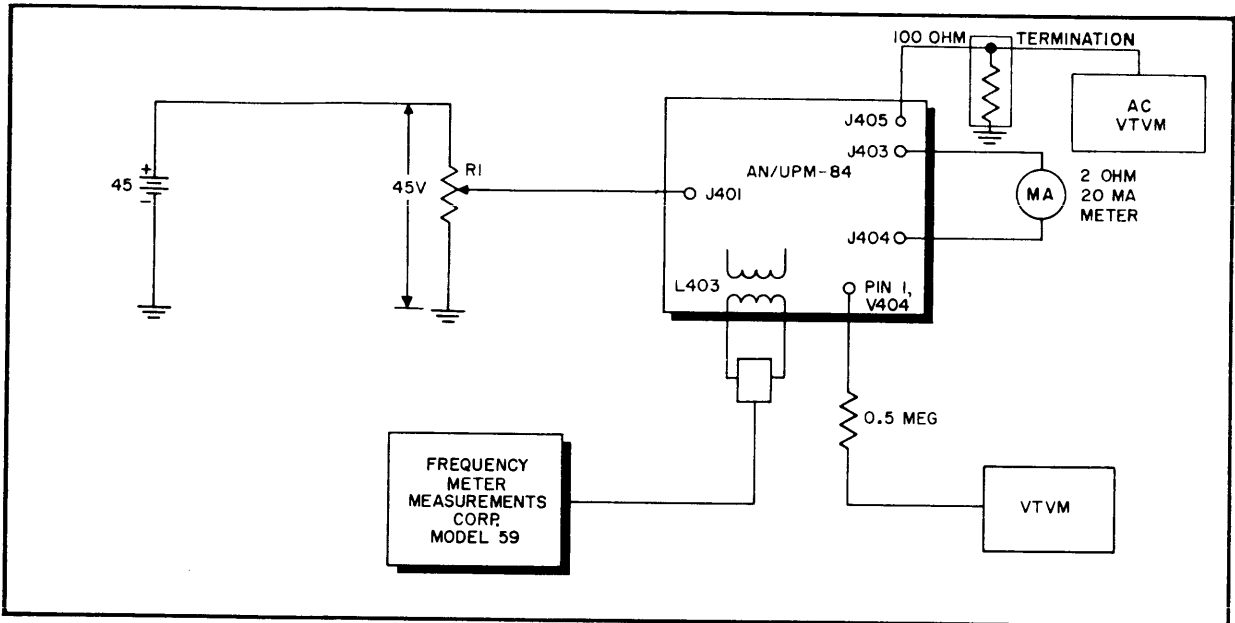 100 OHM TERMINATION
AC
VTVM
J405
J403
AN/UPM-84
2 OHM
20 MA
METER
MA
J404
J401
R1
45V
+
45
-
L403
PIN 1,
V404
0.5 MEG
FREQUENCY
METER
MEASUREMENTS
CORP.
MODEL 59
VTVM